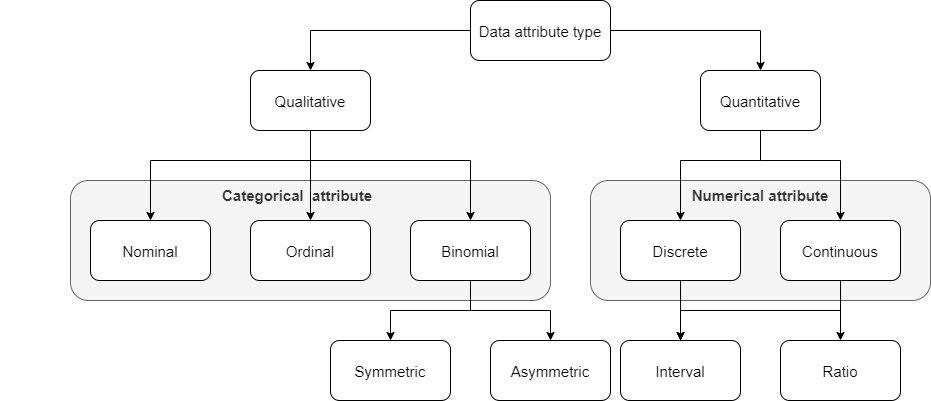 Data attribute type
Qualitative
Quantitative
Categorical attribute
Numerical attribute
Nominal
Ordinal
Binomial
Discrete
Continuous
Symmetric
Asymmetric
Interval
Ratio